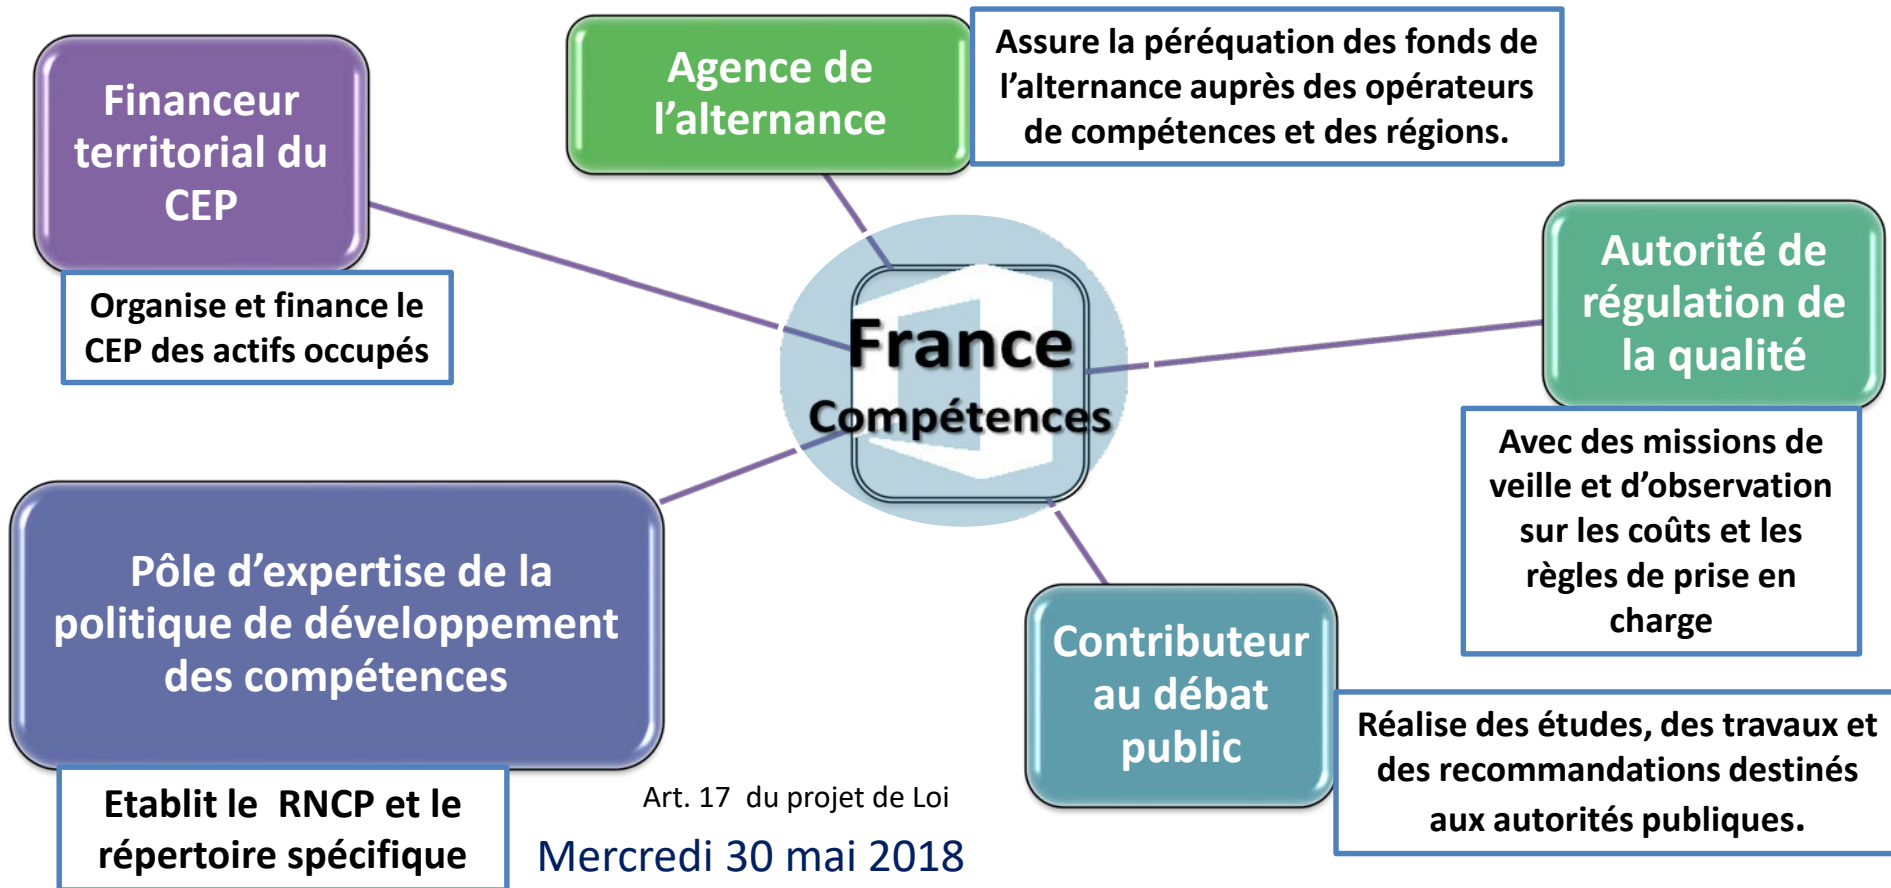 Financeur
territorial du
CEP
Organise et finance le
CEP des actifs occupés
Agence de
l’alternance
Assure la péréquation des fonds de
l’alternance auprès des opérateurs
de compétences et des régions.
Autorité de
régulation de
la qualité
Avec des missions de
veille et d’observation
sur les coûts et les
règles de prise en
charge
France
Compétences
Pôle d’expertise de la
politique de développement
des compétences
Etablit le RNCP et le
répertoire spécifique
Contributeur
au débat
public
Réalise des études, des travaux et
des recommandations destinés
aux autorités publiques.
Art. 17 du projet de Loi
Mercredi 30 mai 2018